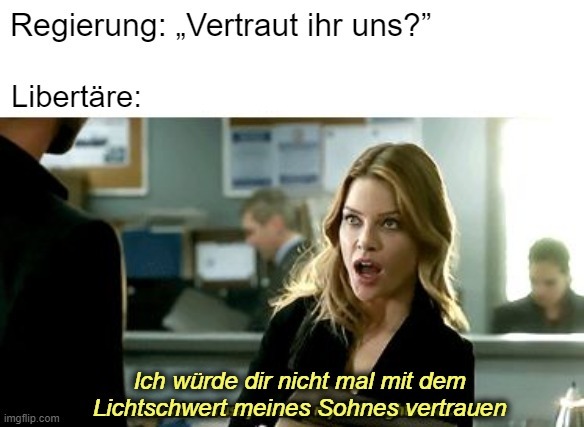 Regierung: „Vertraut ihr uns?”
Libertäre:
Ich würde dir nicht mal mit dem
Lichtschwert meines Sohnes vertrauen
imgflip.com